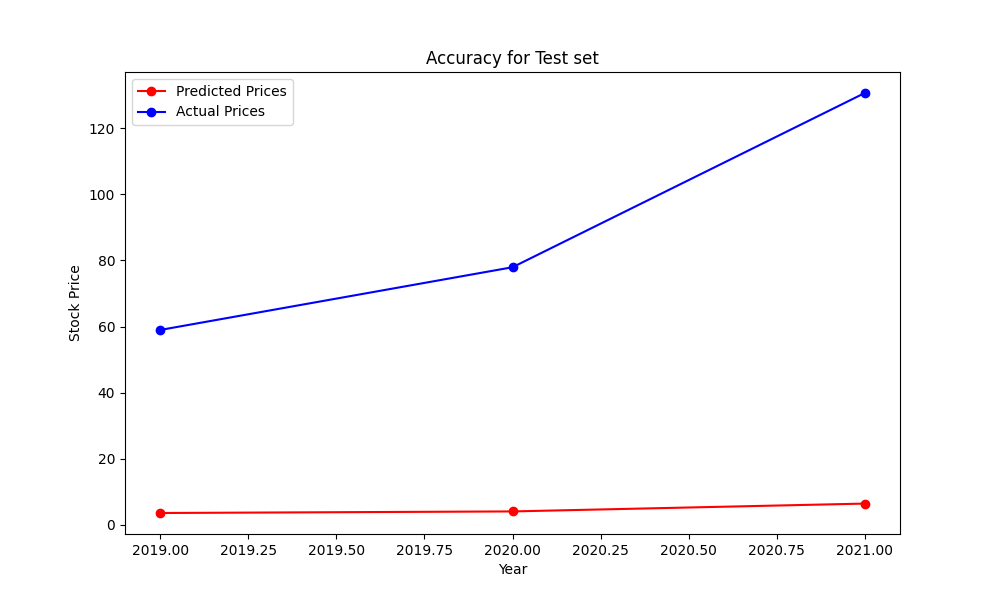 Accuracy for Test set
Predicted Prices
Actual Prices
Stock Price
120
100
80
60
40
20
0
2019.00 2019.25 2019.50 2019.75 2020.00 2020.25 2020.50 2020.75 2021.00
Year